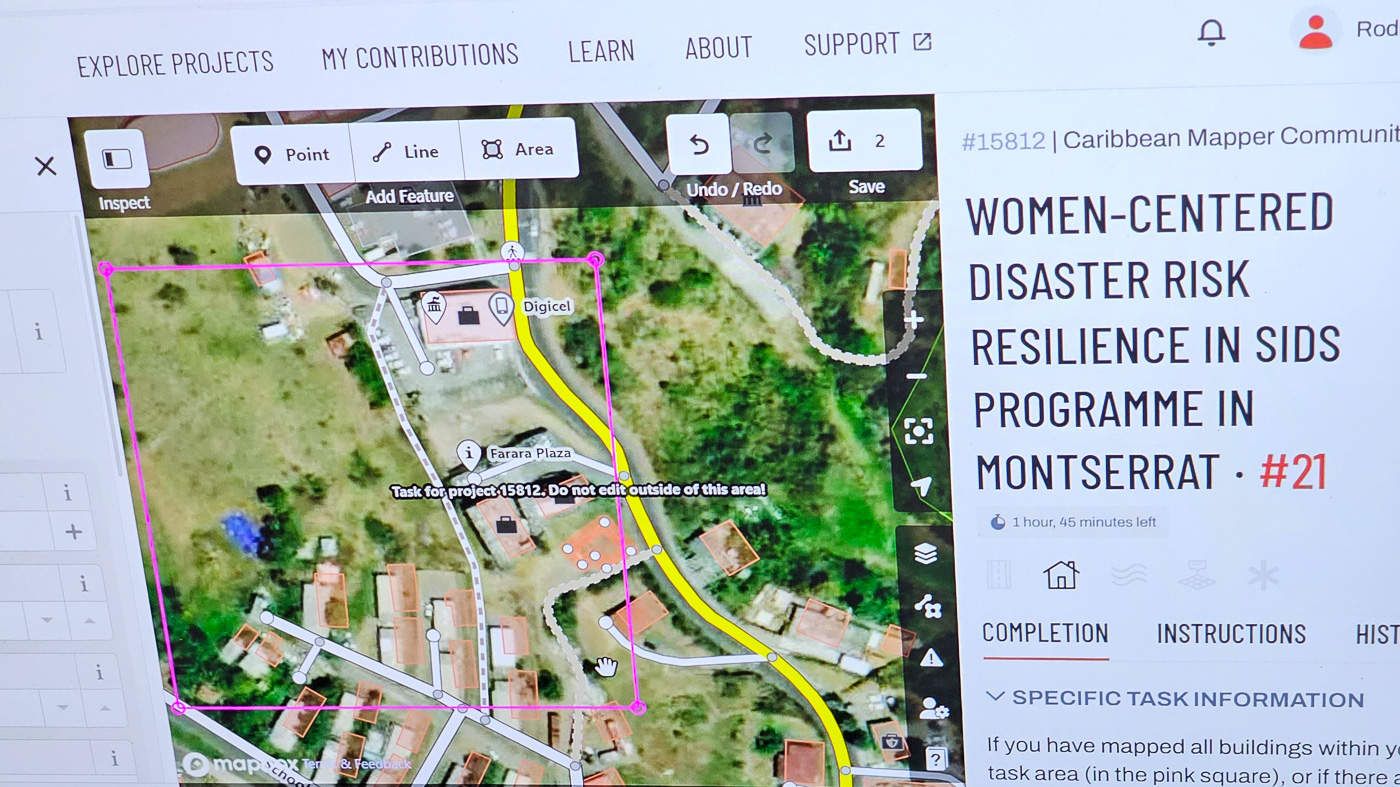 EXPLORE PROJECTS
MY CONTRIBUTIONS
LEARN
ABOUT
SUPPORT
Rod
Inspect
Point
Line
Area
Add Feature
Undo / Redo
2
Save
Digicel
Farara Plaza
Task for project 15812. Do not edit outside of this area!
mapbox
Terms & Feedback
#15812 | Caribbean Mapper Communit
WOMEN-CENTERED
DISASTER RISK
RESILIENCE IN SIDS
PROGRAMME IN
MONTSERRAT · #21
1 hour, 45 minutes left
COMPLETION
INSTRUCTIONS
HIST
SPECIFIC TASK INFORMATION
If you have mapped all buildings within yo
task area (in the pink square), or if there a